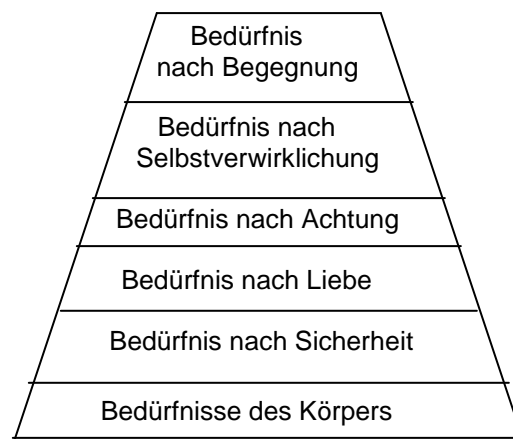 Bedürfnis
nach Begegnung
Bedürfnis nach
Selbstverwirklichung
Bedürfnis nach Achtung
Bedürfnis nach Liebe
Bedürfnis nach Sicherheit
Bedürfnisse des Körpers